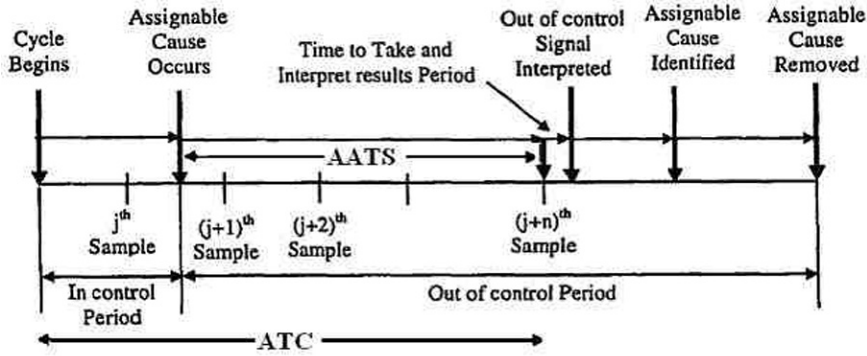 Cycle
Begins
Assignable
Cause
Occurs
Time to Take and
Interpret results Period
Out of control
Signal
Interpreted
Assignable
Cause
Identified
Assignable
Cause
Removed
AATS
jth
Sample
(j+1)th
Sample
(j+2)th
Sample
(j+n)th
Sample
In control
Period
Out of control Period
ATC